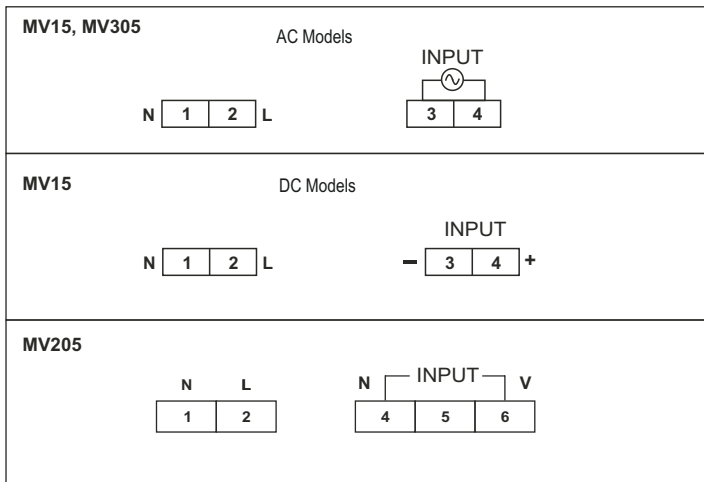 MV15, MV305
AC Models
INPUT
N 1 2 L
3 4
MV15
DC Models
INPUT
N 1 2 L
– 3 4 +
MV205
N L
N INPUT V
1 2
4 5 6